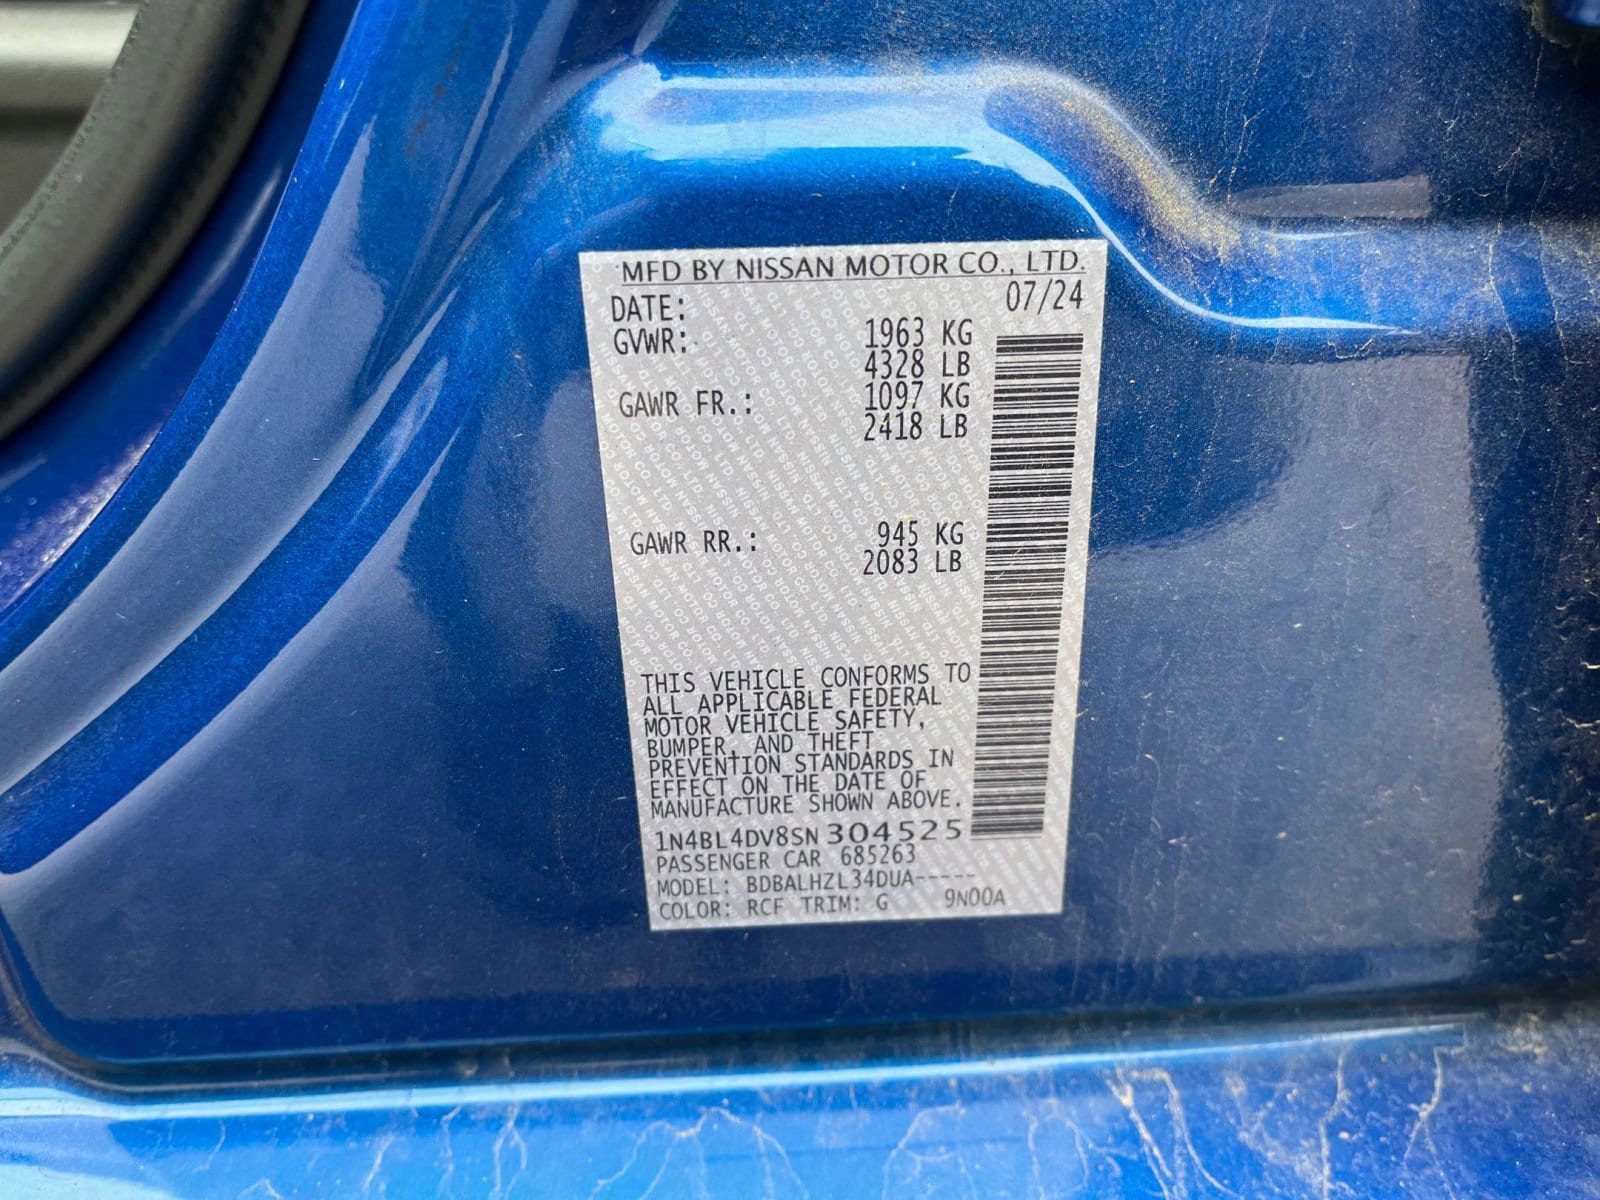 MFD BY NISSAN MOTOR CO., LTD.
DATE: 07/24
GVWR: 1963 KG
4328 LB
GAWR FR.: 1097 KG
2418 LB
GAWR RR.: 945 KG
2083 LB
THIS VEHICLE CONFORMS TO
ALL APPLICABLE FEDERAL
MOTOR VEHICLE SAFETY,
BUMPER, AND THEFT
PREVENTION STANDARDS IN
EFFECT ON THE DATE OF
MANUFACTURE SHOWN ABOVE.
1N4BL4DV8SN304525
PASSENGER CAR 685263
MODEL: BDBALHZL34DUA-----
COLOR: RCF TRIM: G 9N00A